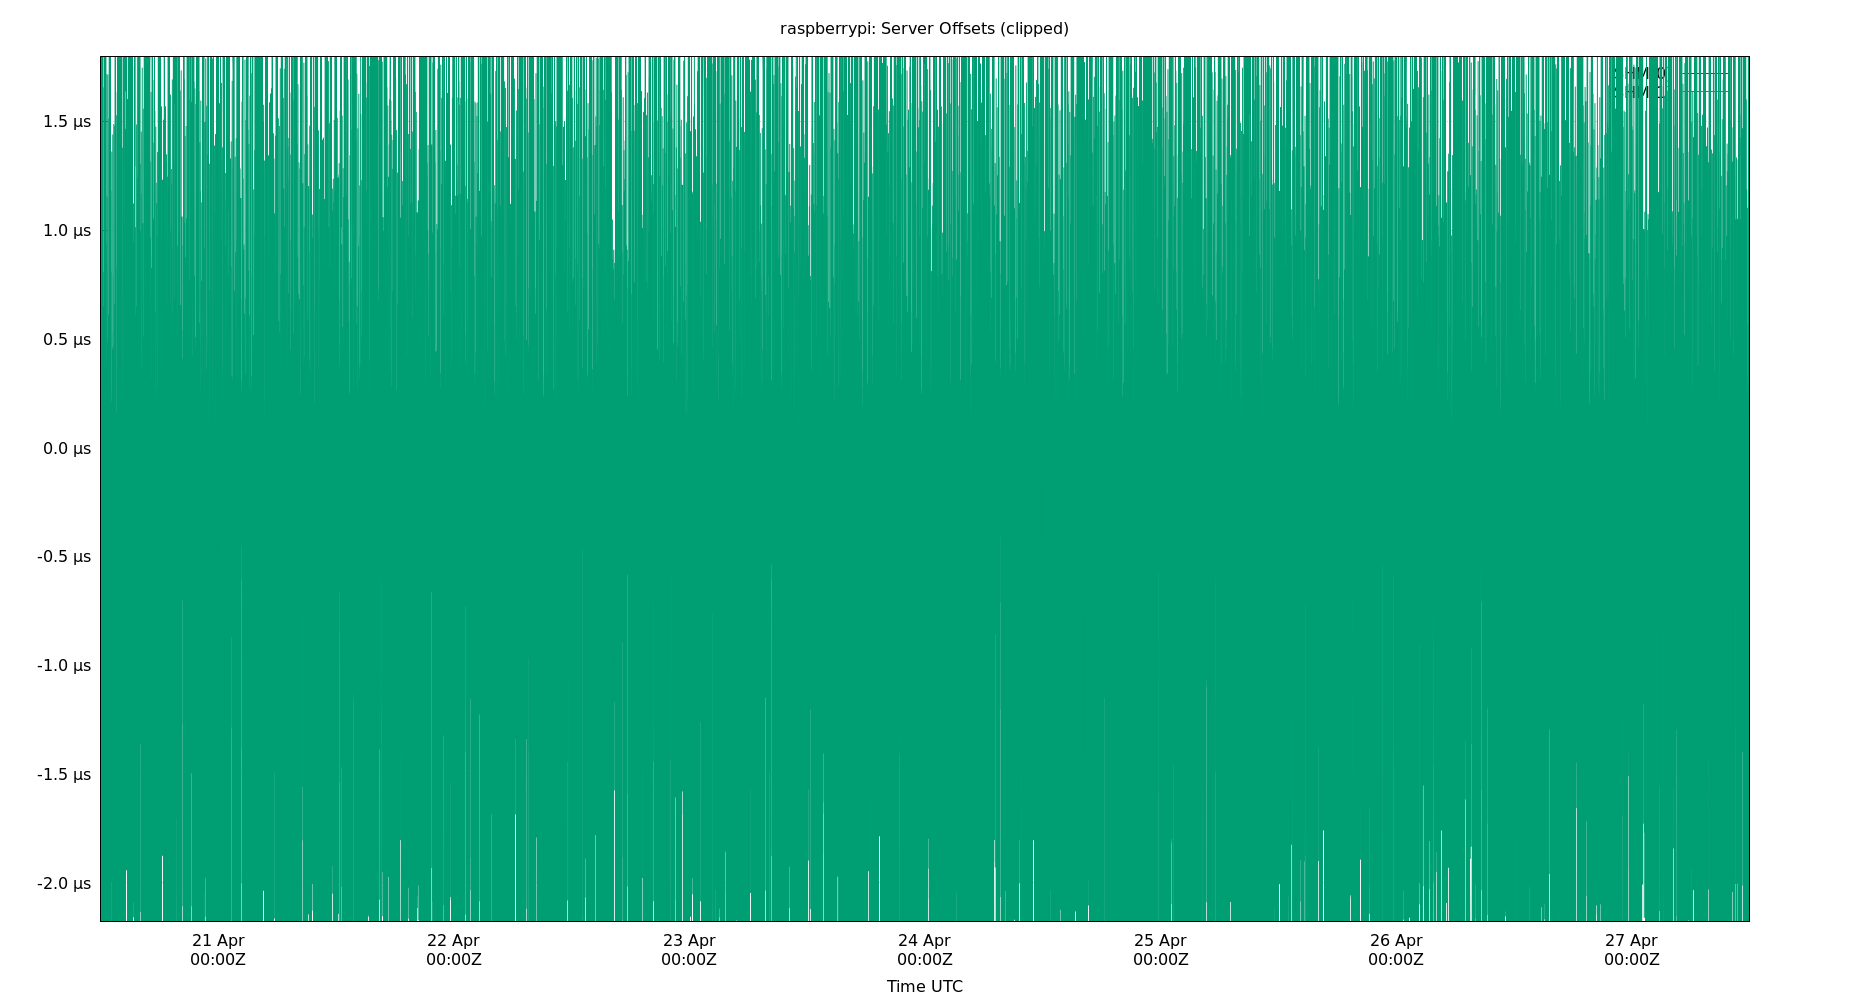 raspberrypi: Server Offsets (clipped)
1.5 µs
1.0 µs
0.5 µs
0.0 µs
-0.5 µs
-1.0 µs
-1.5 µs
-2.0 µs
21 Apr
00:00Z
22 Apr
00:00Z
23 Apr
00:00Z
24 Apr
00:00Z
25 Apr
00:00Z
26 Apr
00:00Z
27 Apr
00:00Z
Time UTC